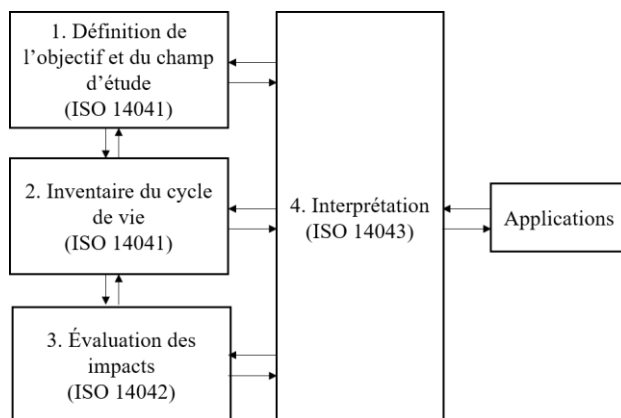 1. Définition de
l’objectif et du champ
d’étude
(ISO 14041)
2. Inventaire du cycle
de vie
(ISO 14041)
3. Évaluation des
impacts
(ISO 14042)
4. Interprétation
(ISO 14043)
Applications